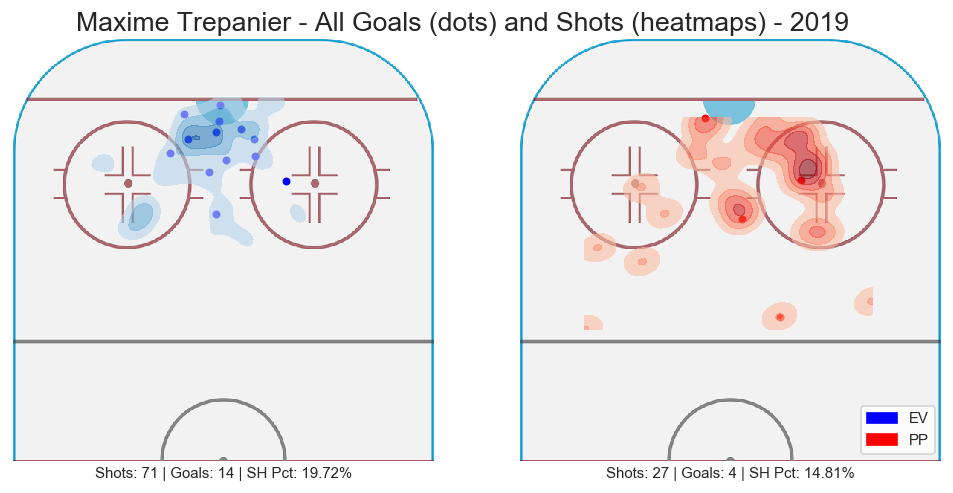 Maxime Trepanier - All Goals (dots) and Shots (heatmaps) - 2019
EV
PP
Shots: 71 | Goals: 14 | SH Pct: 19.72%
Shots: 27 | Goals: 4 | SH Pct: 14.81%